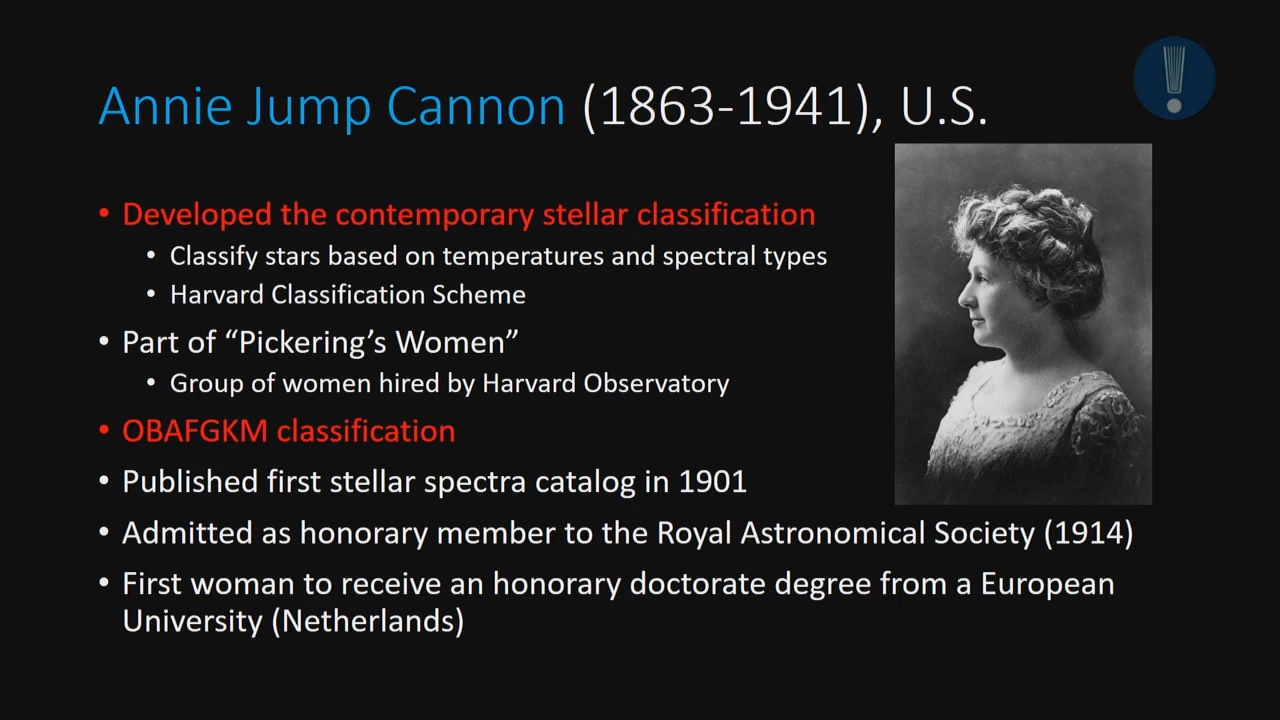 Annie Jump Cannon (1863-1941), U.S.
• Developed the contemporary stellar classification
• Classify stars based on temperatures and spectral types
• Harvard Classification Scheme
• Part of “Pickering’s Women”
• Group of women hired by Harvard Observatory
• OBAFGKM classification
• Published first stellar spectra catalog in 1901
• Admitted as honorary member to the Royal Astronomical Society (1914)
• First woman to receive an honorary doctorate degree from a European
University (Netherlands)